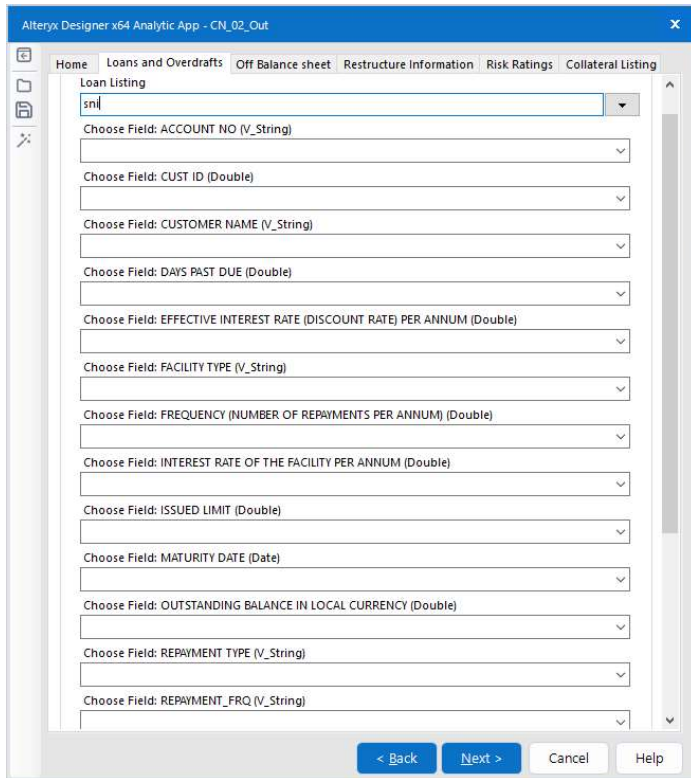 Alteryx Designer x64 Analytic App - CN_02_Out
x
Home Loans and Overdrafts Off Balance sheet Restructure Information Risk Ratings Collateral Listing
Loan Listing
sni
Choose Field: ACCOUNT NO (V_String)
Choose Field: CUST ID (Double)
Choose Field: CUSTOMER NAME (V_String)
Choose Field: DAYS PAST DUE (Double)
Choose Field: EFFECTIVE INTEREST RATE (DISCOUNT RATE) PER ANNUM (Double)
Choose Field: FACILITY TYPE (V_String)
Choose Field: FREQUENCY (NUMBER OF REPAYMENTS PER ANNUM) (Double)
Choose Field: INTEREST RATE OF THE FACILITY PER ANNUM (Double)
Choose Field: ISSUED LIMIT (Double)
Choose Field: MATURITY DATE (Date)
Choose Field: OUTSTANDING BALANCE IN LOCAL CURRENCY (Double)
Choose Field: REPAYMENT TYPE (V_String)
Choose Field: REPAYMENT_FRQ (V_String)
< Back Next > Cancel Help